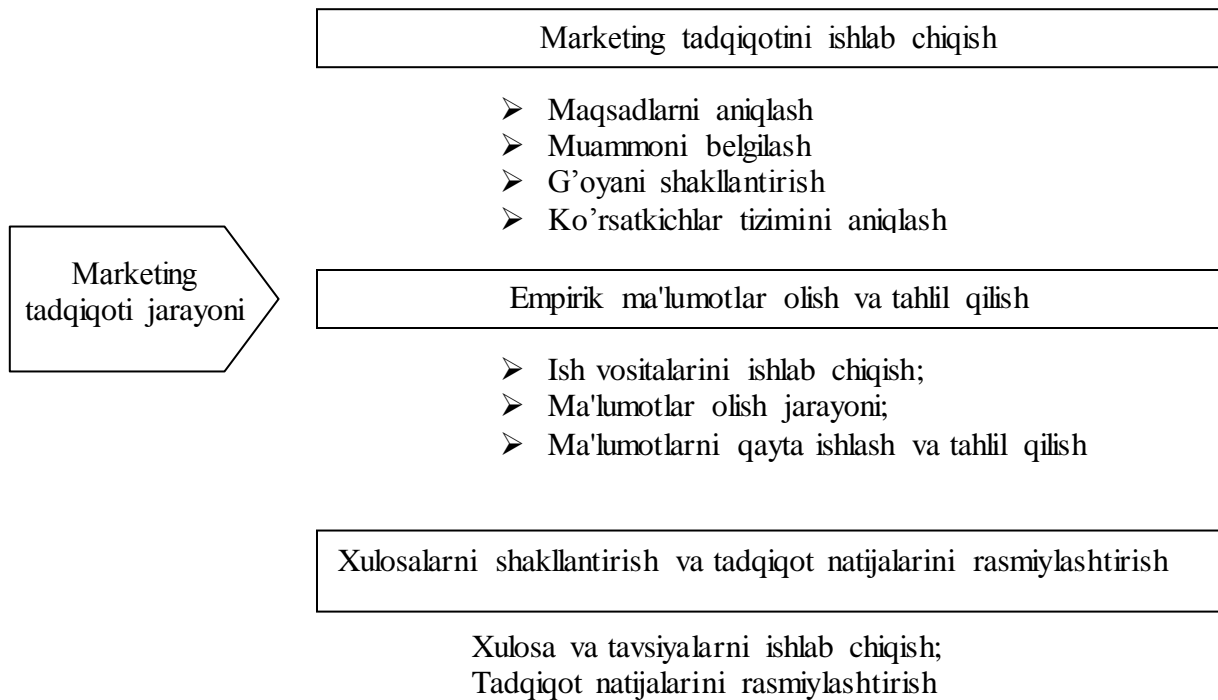 Marketing tadqiqotini ishlab chiqish
➢ Maqsadlarni aniqlash
➢ Muammoni belgilash
➢ G’oyani shakllantirish
➢ Ko’rsatkichlar tizimini aniqlash
Marketing
tadqiqoti jarayoni
Empirik ma'lumotlar olish va tahlil qilish
➢ Ish vositalarini ishlab chiqish;
➢ Ma'lumotlar olish jarayoni;
➢ Ma'lumotlarni qayta ishlash va tahlil qilish
Xulosalarni shakllantirish va tadqiqot natijalarini rasmiylashtirish
Xulosa va tavsiyalarni ishlab chiqish;
Tadqiqot natijalarini rasmiylashtirish